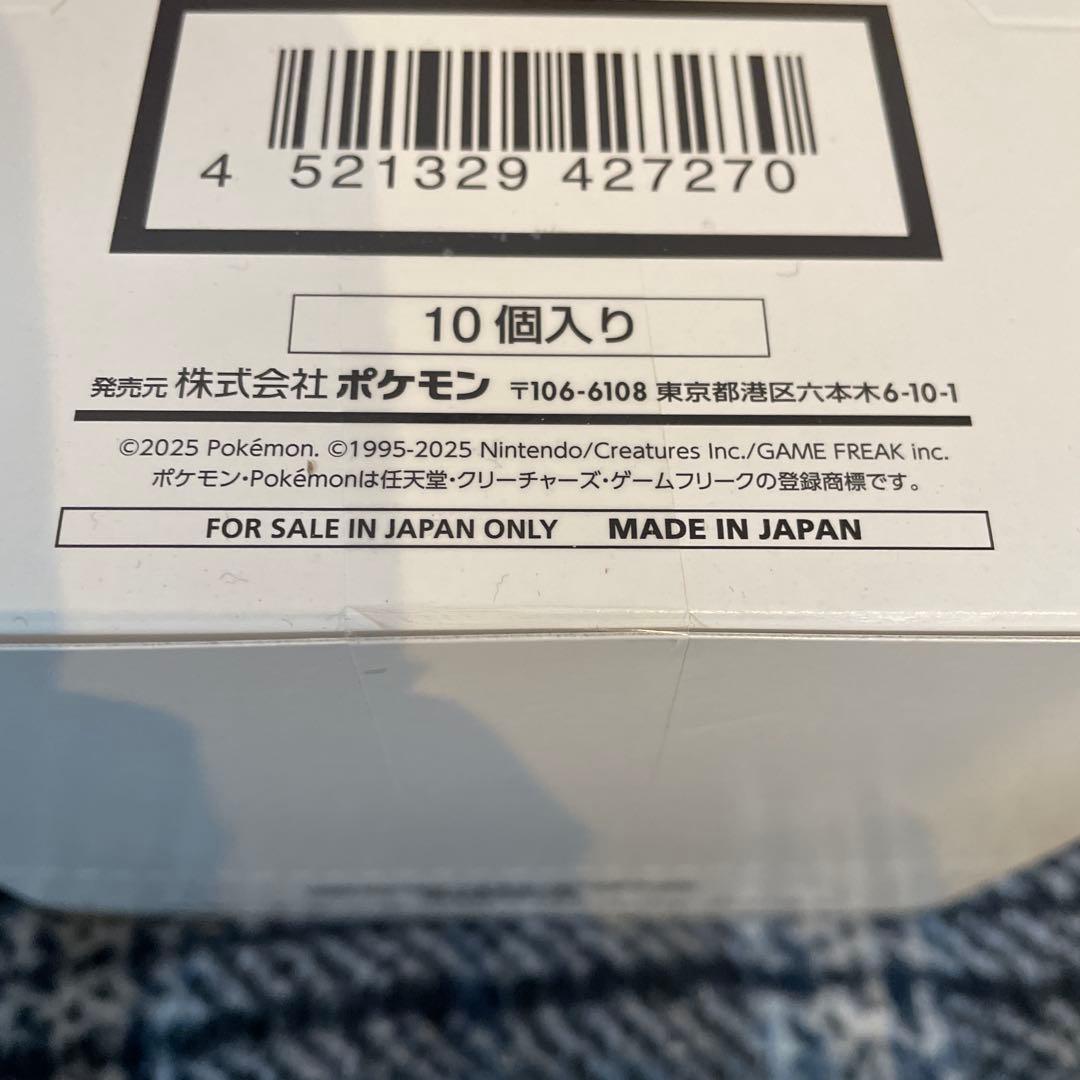 4 521329 427270
10個入り
発売元 株式会社 ポケモン 〒106-6108 東京都港区六本木6-10-1
©2025 Pokémon. ©1995-2025 Nintendo/Creatures Inc./GAME FREAK inc.
ポケモン・Pokémonは任天堂・クリーチャーズ・ゲームフリークの登録商標です。
FOR SALE IN JAPAN ONLY MADE IN JAPAN